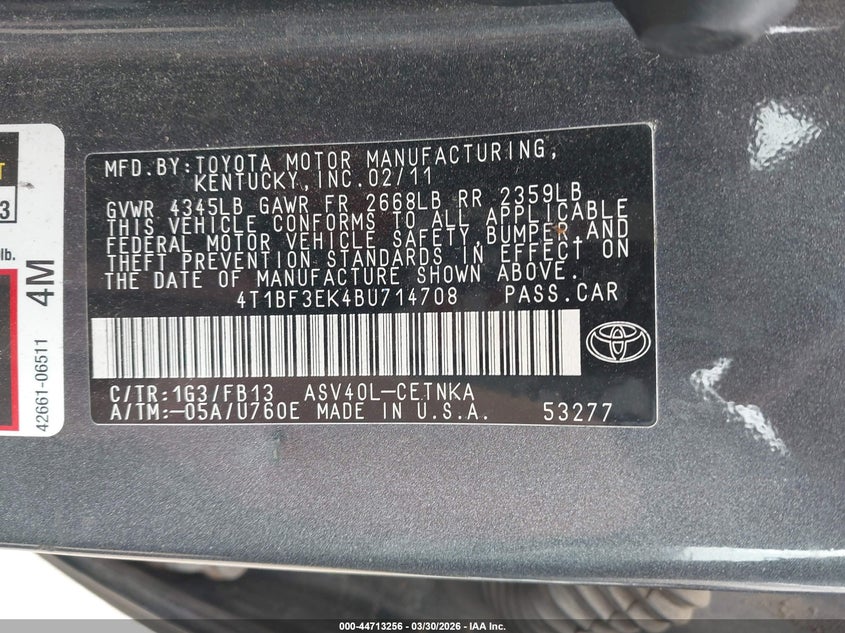 MFD.BY:TOYOTA MOTOR MANUFACTURING,
KENTUCKY,INC.02/11
GVWR 4345LB GAWR FR 2668LB RR 2359LB
THIS VEHICLE CONFORMS TO ALL APPLICABLE
FEDERAL MOTOR VEHICLE SAFETY,BUMPER,AND
THEFT PREVENTION STANDARDS IN EFFECT ON
THE DATE OF MANUFACTURE SHOWN ABOVE.
4T1BF3EK4BU714708 PASS.CAR
C/TR:1G3/FB13 ASV40L-CETNKA
A/TM:-05A/U760E MADE IN U.S.A. 53277
3
lb.
4M
42661-06511
000-44713256 - 03/30/2026 - IAA Inc.